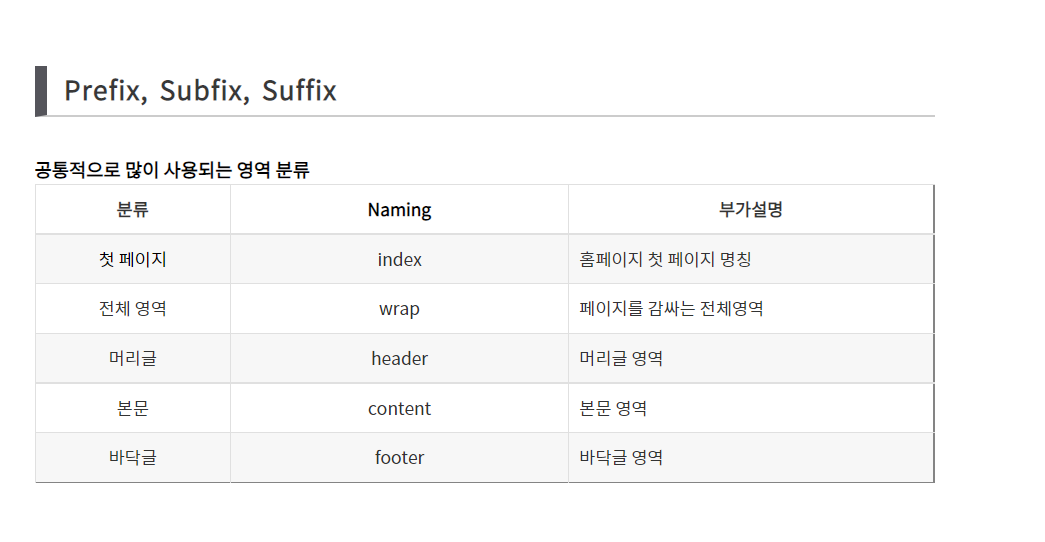 Prefix, Subfix, Suffix
공통적으로 많이 사용되는 영역 분류
분류 Naming 부가설명
첫 페이지 index 홈페이지 첫 페이지 명칭
전체 영역 wrap 페이지를 감싸는 전체영역
머리글 header 머리글 영역
본문 content 본문 영역
바닥글 footer 바닥글 영역